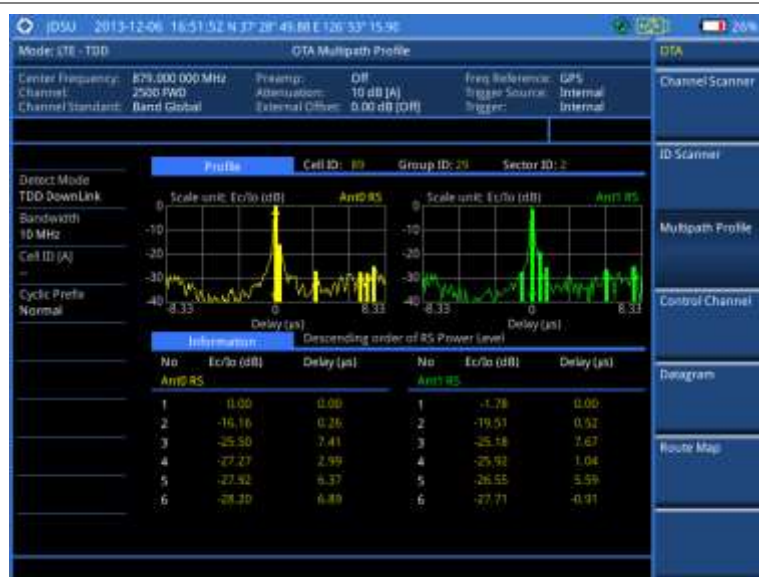 JDSU 2013-12-06 16:51:52 N 37° 28' 45.88 E 126° 53' 15.90 26%
Mode: LTE - TDD OTA Multipath Profile OTA
Center Frequency: 879.000 000 MHz Preamp: Off Freq Reference: GPS
Channel: 2500 FWD Attenuation: 10 dB [A] Trigger Source: Internal
Channel Standard: Band Global External Offset: 0.00 dB [Off] Trigger: Internal
Channel Scanner
ID Scanner
Multipath Profile
Control Channel
Datagram
Route Map
Detect Mode
TDD DownLink
Bandwidth
10 MHz
Cell ID [A]
--
Cyclic Prefix
Normal
Profile Cell ID: 89 Group ID: 29 Sector ID: 2
Scale unit: Ec/Io (dB) Ant0 RS Scale unit: Ec/Io (dB) Ant1 RS
0 0
-10 -10
-20 -20
-30 -30
-40 -40
-8.33 0 8.33 -8.33 0 8.33
Delay (µs) Delay (µs)
Information Descending order of RS Power Level
No Ec/Io (dB) Delay (µs) No Ec/Io (dB) Delay (µs)
Ant0 RS Ant1 RS
1 0.00 0.00 1 -1.78 0.00
2 -16.16 0.26 2 -19.51 0.52
3 -25.50 7.41 3 -25.18 7.67
4 -27.27 2.99 4 -25.92 1.04
5 -27.92 6.37 5 -26.55 5.59
6 -28.20 6.89 6 -27.71 -0.91